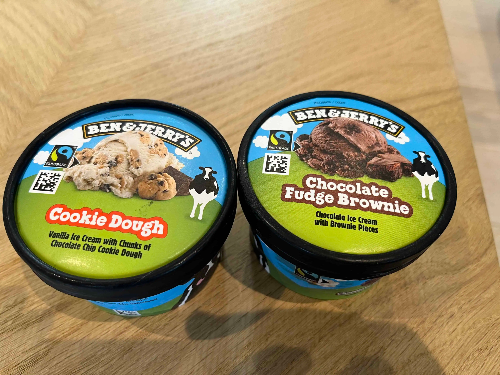 BEN & JERRY'S
Cookie Dough
Vanilla Ice Cream with Chunks of
Chocolate Chip Cookie Dough
BEN & JERRY'S
Chocolate
Fudge Brownie
Chocolate Ice Cream
with Brownie Pieces